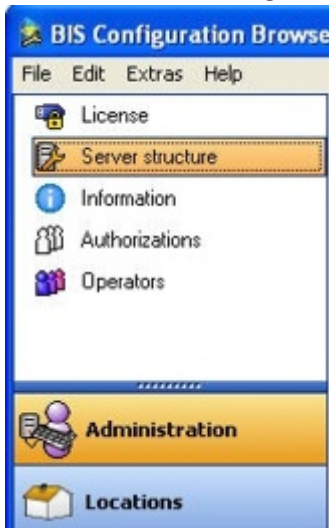 BIS Configuration Browse
File Edit Extras Help
License
Server structure
Information
Authorizations
Operators
Administration
Locations